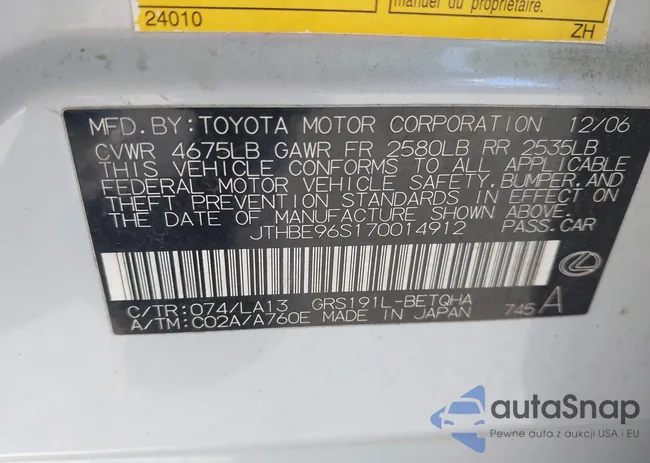 manuel du propriétaire.
24010 ZH
MFD.BY:TOYOTA MOTOR CORPORATION 12/06
CVWR 4675LB GAWR FR 2580LB RR 2535LB
THIS VEHICLE CONFORMS TO ALL APPLICABLE
FEDERAL MOTOR VEHICLE SAFETY,BUMPER,AND
THEFT PREVENTION STANDARDS IN EFFECT ON
THE DATE OF MANUFACTURE SHOWN ABOVE.
JTHBE96S170014912 PASS.CAR
C/TR:074/LA13 GRS191L-BETQHA
A/TM:C02A/A760E MADE IN JAPAN 745 A
autoSnap
Pewne auta z aukcji USA i EU